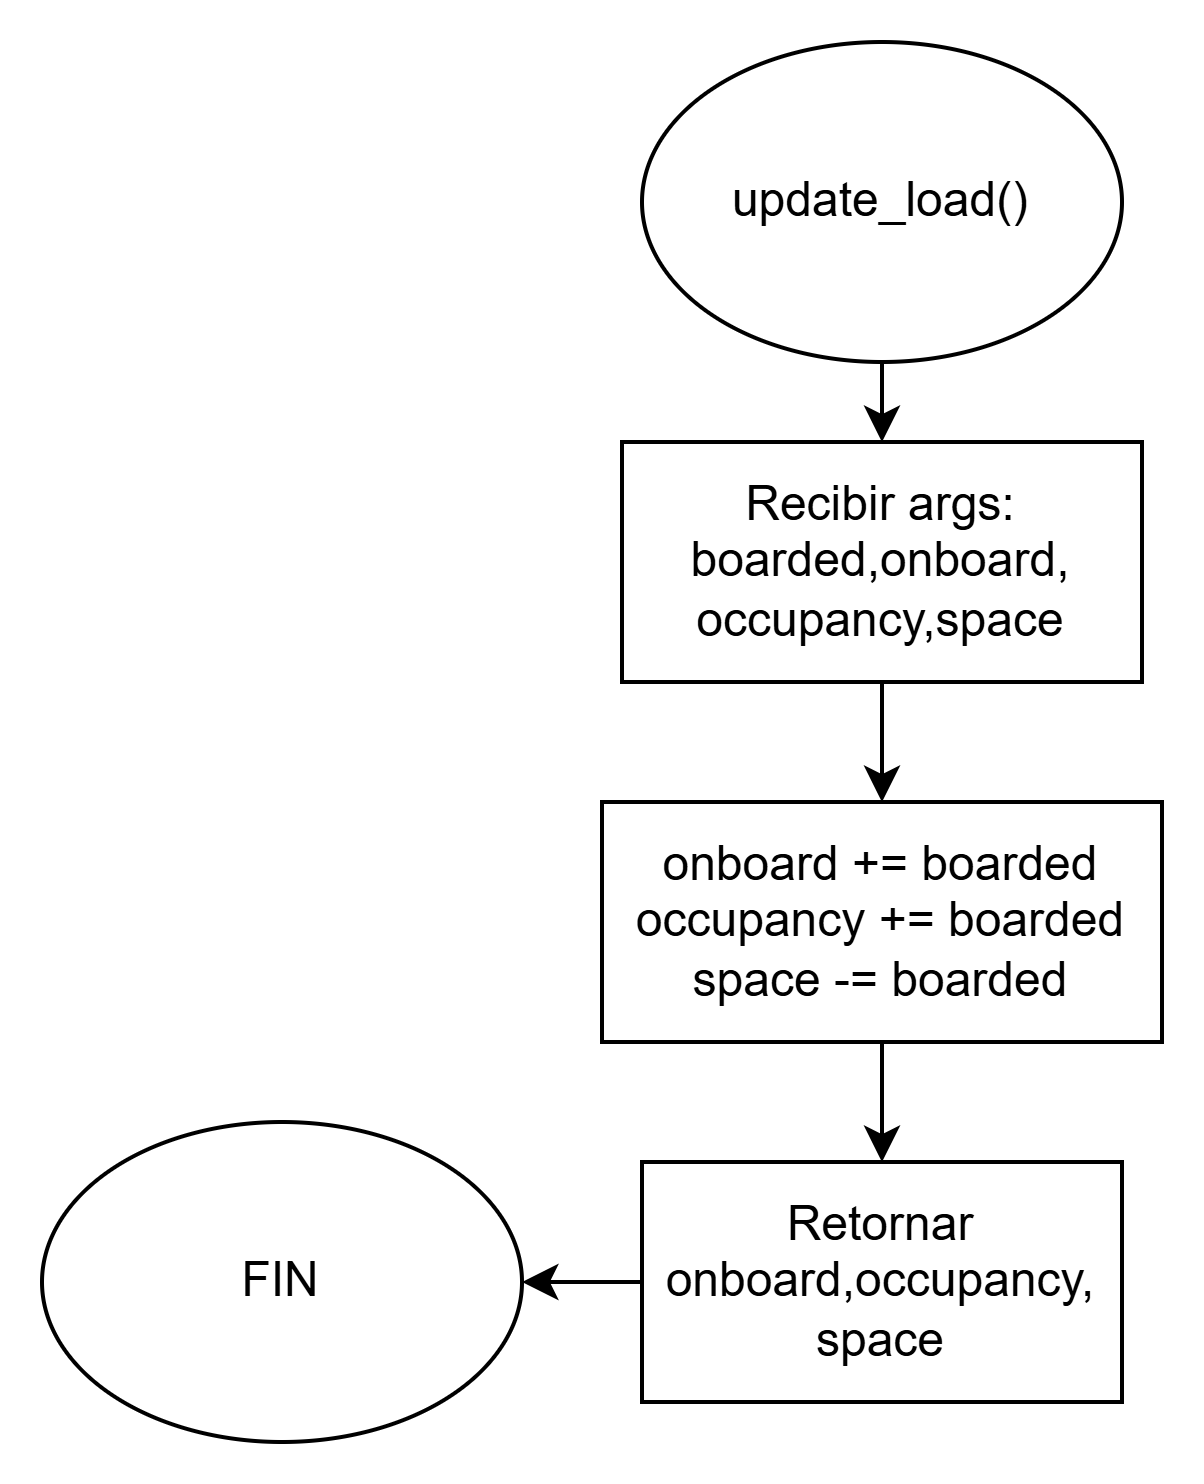 update_load()
Recibir args:
boarded,onboard,
occupancy,space
onboard += boarded
occupancy += boarded
space -= boarded
Retornar
onboard,occupancy,
space
FIN